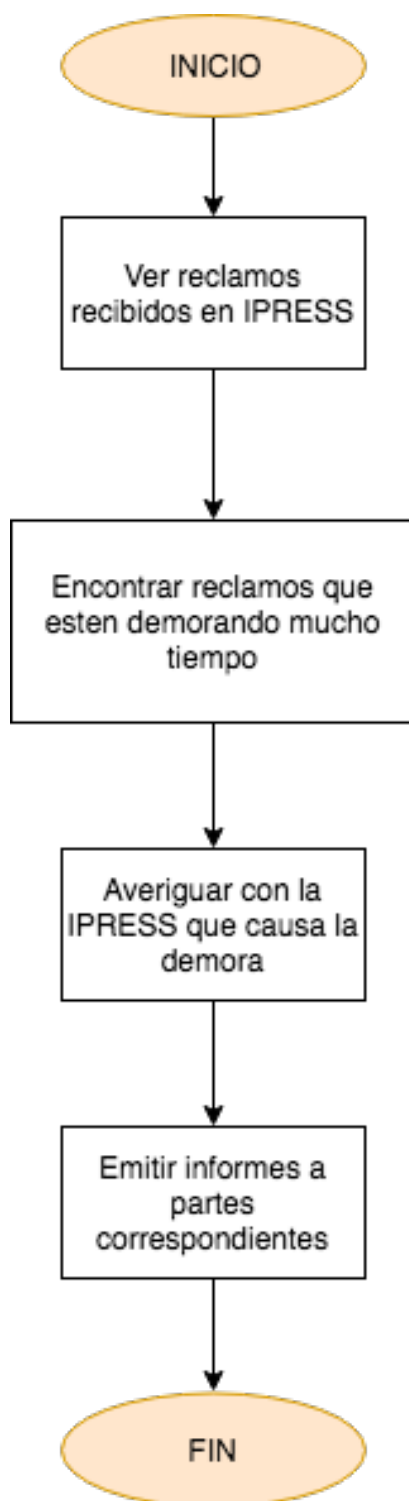 INICIO
Ver reclamos
recibidos en IPRESS
Encontrar reclamos que
esten demorando mucho
tiempo
Averiguar con la
IPRESS que causa la
demora
Emitir informes a
partes
correspondientes
FIN